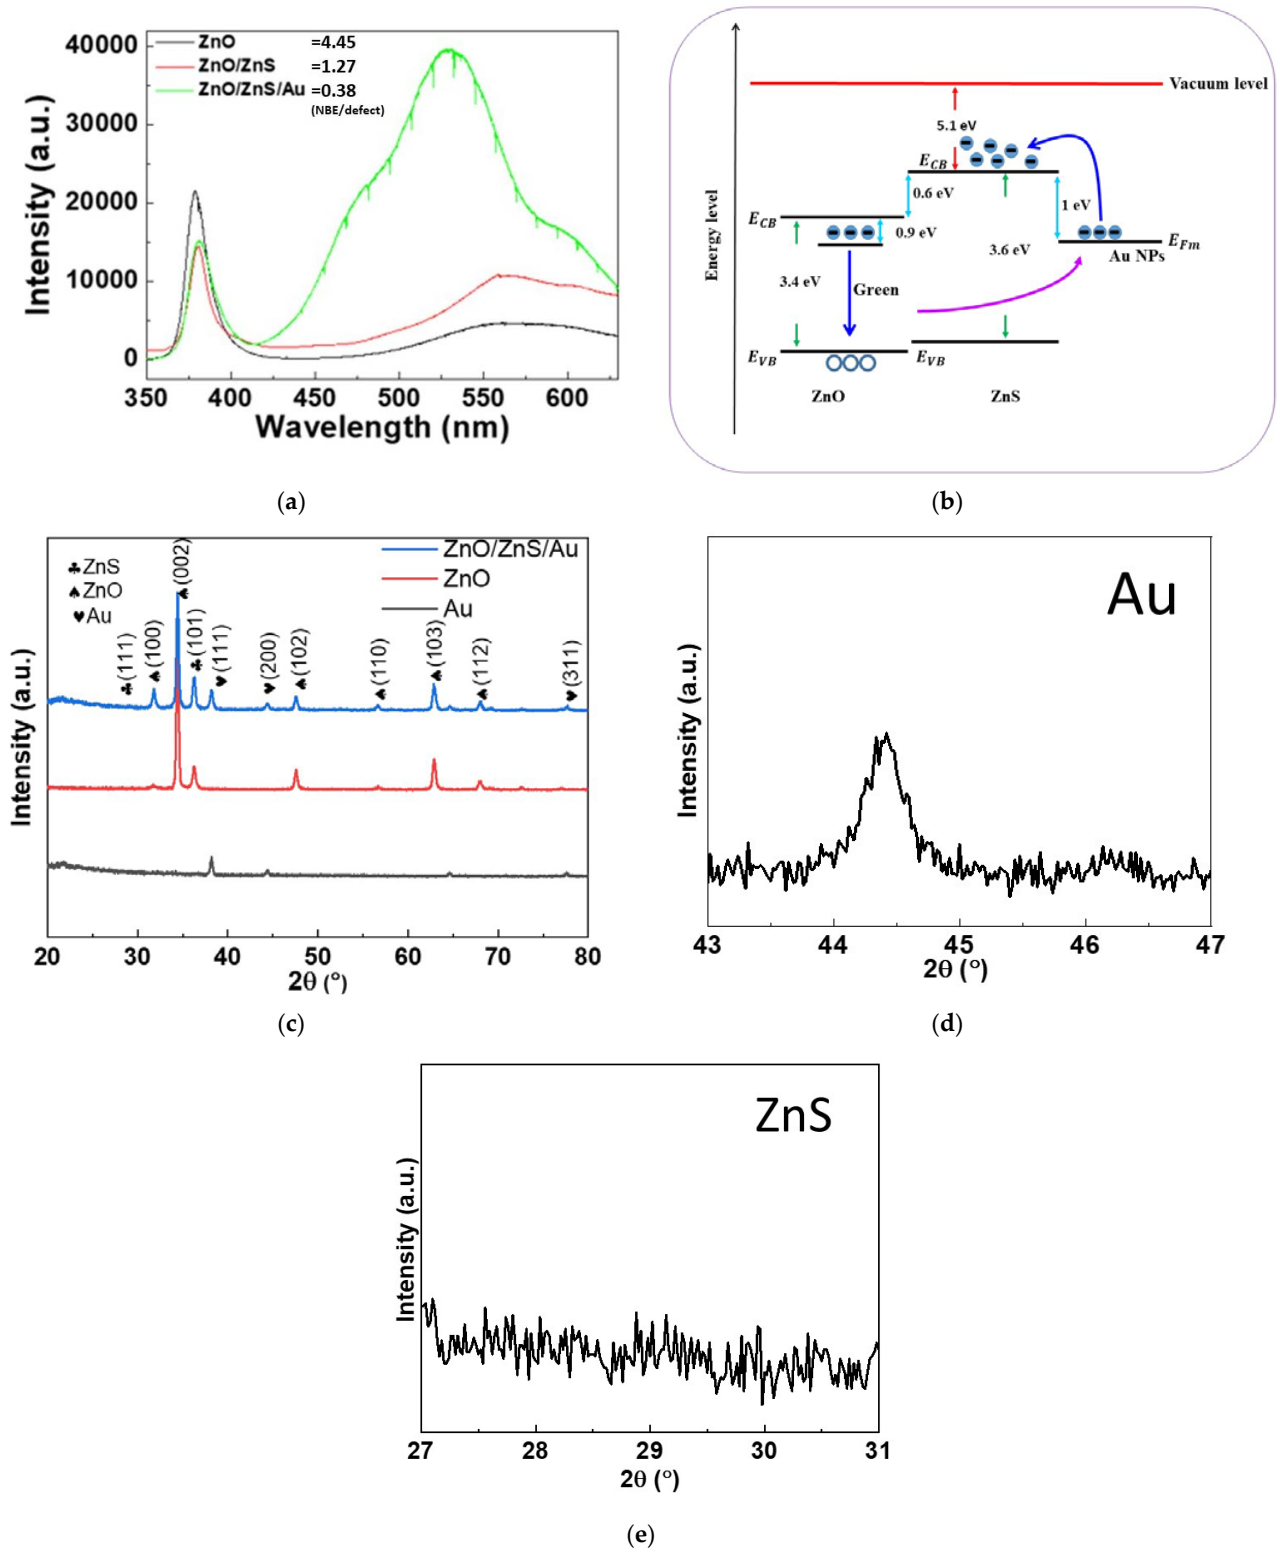 40000
30000
20000
10000
0
Intensity (a.u.)
ZnO =4.45
ZnO/ZnS =1.27
ZnO/ZnS/Au =0.38
(NBE/defect)
350 400 450 500 550 600
Wavelength (nm)
(a)
Energy level
Vacuum level
5.1 eV
E_CB
0.6 eV
1 eV
E_CB
0.9 eV
E_Fm
3.6 eV
Au NPs
3.4 eV
Green
E_VB
E_VB
ZnO
ZnS
(b)
Intensity (a.u.)
♣ZnS
♠ZnO
♥Au
ZnO/ZnS/Au
ZnO
Au
♣(111)
♠(100)
♠(002)
♣(101)
♥(111)
♥(200)
♠(102)
♠(110)
♠(103)
♠(112)
♥(311)
20 30 40 50 60 70 80
2θ (°)
(c)
Au
Intensity (a.u.)
43 44 45 46 47
2θ (°)
(d)
ZnS
Intensity (a.u.)
27 28 29 30 31
2θ (°)
(e)